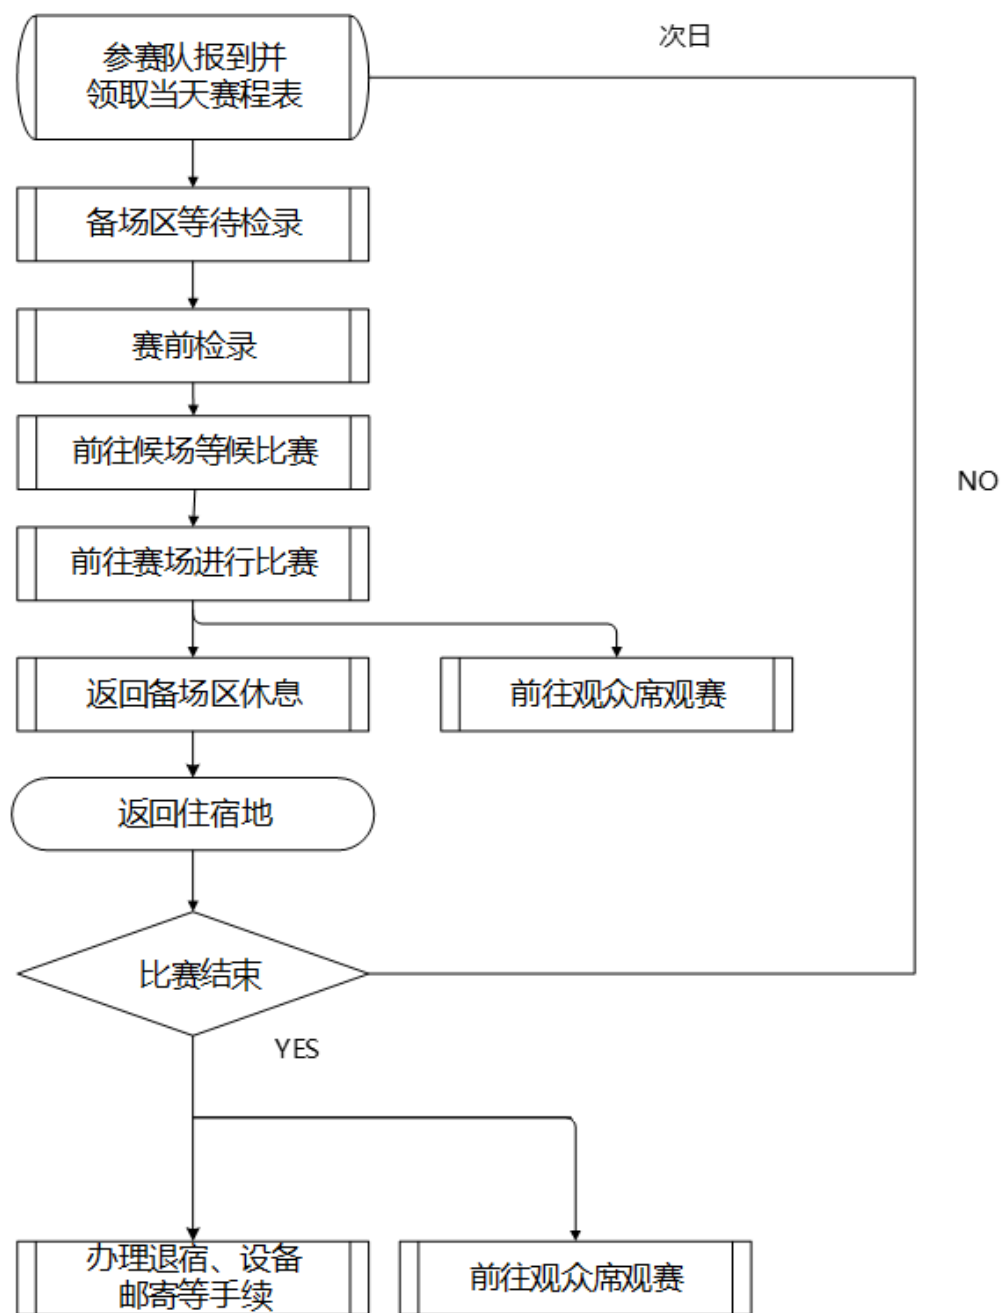 次日
参赛队报到并
领取当天赛程表
备场区等待检录
赛前检录
前往候场等候比赛
NO
前往赛场进行比赛
返回备场区休息
前往观众席观赛
返回住宿地
比赛结束
YES
办理退宿、设备
邮寄等手续
前往观众席观赛